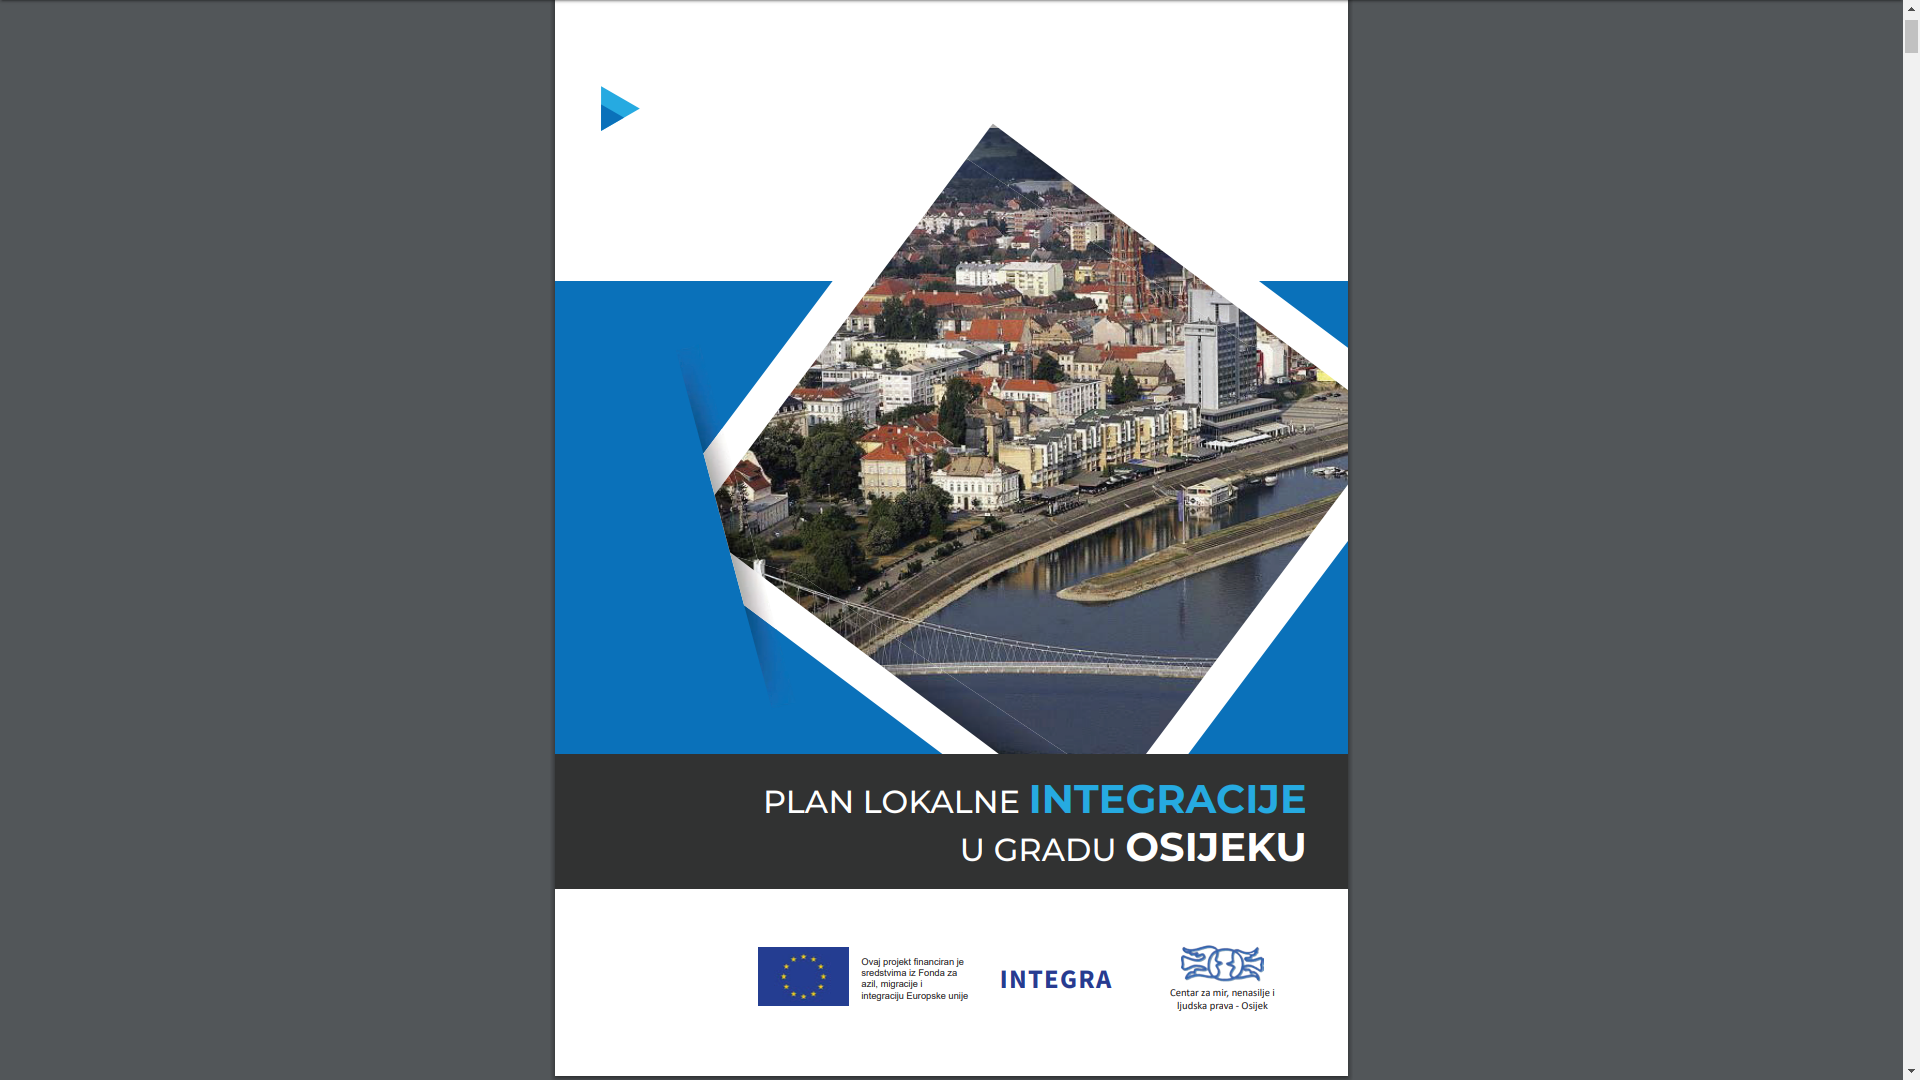 PLAN LOKALNE INTEGRACIJE
U GRADU OSIJEKU
Ovaj projekt financiran je
sredstvima iz Fonda za
azil, migracije i
integraciju Europske unije
INTEGRA
Centar za mir, nenasilje i
ljudska prava - Osijek